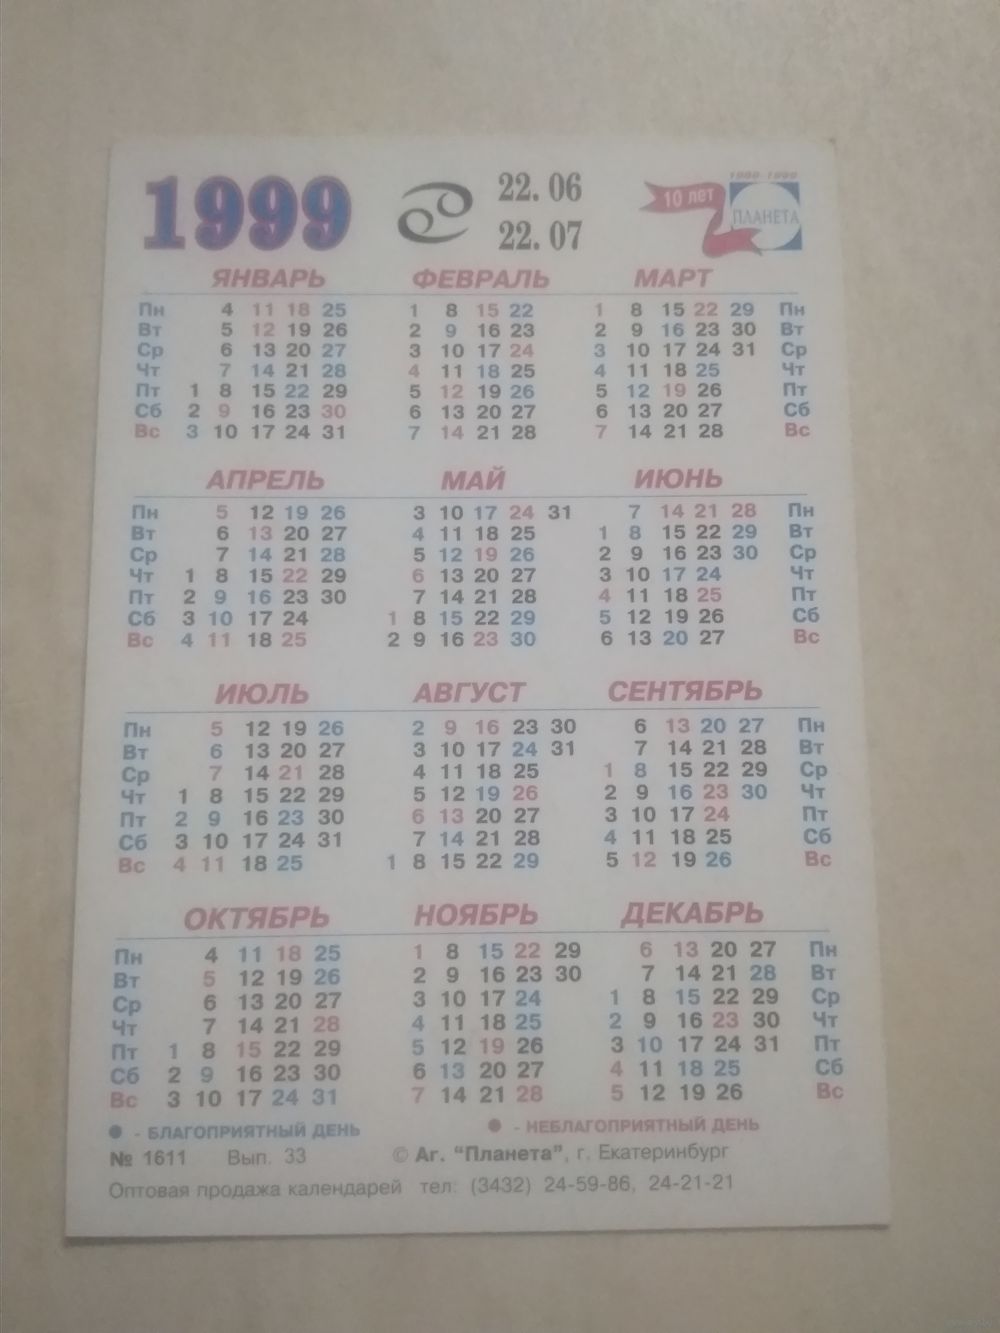 1999 22.06 1989-1999
22.07 10 лет ПЛАНЕТА
ЯНВАРЬ ФЕВРАЛЬ МАРТ
Пн 4 11 18 25 1 8 15 22 1 8 15 22 29 Пн
Вт 5 12 19 26 2 9 16 23 2 9 16 23 30 Вт
Ср 6 13 20 27 3 10 17 24 3 10 17 24 31 Ср
Чт 7 14 21 28 4 11 18 25 4 11 18 25 Чт
Пт 1 8 15 22 29 5 12 19 26 5 12 19 26 Пт
Сб 2 9 16 23 30 6 13 20 27 6 13 20 27 Сб
Вс 3 10 17 24 31 7 14 21 28 7 14 21 28 Вс
АПРЕЛЬ МАЙ ИЮНЬ
Пн 5 12 19 26 3 10 17 24 31 7 14 21 28 Пн
Вт 6 13 20 27 4 11 18 25 1 8 15 22 29 Вт
Ср 7 14 21 28 5 12 19 26 2 9 16 23 30 Ср
Чт 1 8 15 22 29 6 13 20 27 3 10 17 24 Чт
Пт 2 9 16 23 30 7 14 21 28 4 11 18 25 Пт
Сб 3 10 17 24 1 8 15 22 29 5 12 19 26 Сб
Вс 4 11 18 25 2 9 16 23 30 6 13 20 27 Вс
ИЮЛЬ АВГУСТ СЕНТЯБРЬ
Пн 5 12 19 26 2 9 16 23 30 6 13 20 27 Пн
Вт 6 13 20 27 3 10 17 24 31 7 14 21 28 Вт
Ср 7 14 21 28 4 11 18 25 1 8 15 22 29 Ср
Чт 1 8 15 22 29 5 12 19 26 2 9 16 23 30 Чт
Пт 2 9 16 23 30 6 13 20 27 3 10 17 24 Пт
Сб 3 10 17 24 31 7 14 21 28 4 11 18 25 Сб
Вс 4 11 18 25 1 8 15 22 29 5 12 19 26 Вс
ОКТЯБРЬ НОЯБРЬ ДЕКАБРЬ
Пн 4 11 18 25 1 8 15 22 29 6 13 20 27 Пн
Вт 5 12 19 26 2 9 16 23 30 7 14 21 28 Вт
Ср 6 13 20 27 3 10 17 24 1 8 15 22 29 Ср
Чт 7 14 21 28 4 11 18 25 2 9 16 23 30 Чт
Пт 1 8 15 22 29 5 12 19 26 3 10 17 24 31 Пт
Сб 2 9 16 23 30 6 13 20 27 4 11 18 25 Сб
Вс 3 10 17 24 31 7 14 21 28 5 12 19 26 Вс
- БЛАГОПРИЯТНЫЙ ДЕНЬ - НЕБЛАГОПРИЯТНЫЙ ДЕНЬ
№ 1611 Вып. 33 © Аг. "Планета", г. Екатеринбург
Оптовая продажа календарей тел: (3432) 24-59-86, 24-21-21